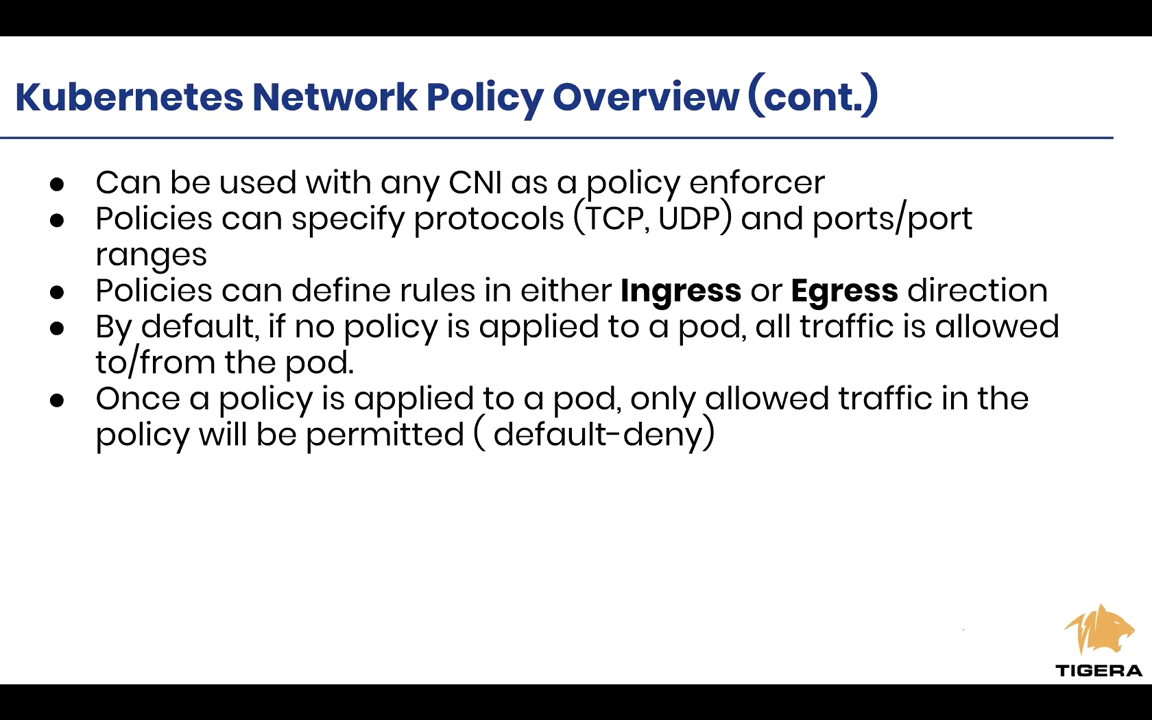 Kubernetes Network Policy Overview (cont.)
● Can be used with any CNI as a policy enforcer
● Policies can specify protocols (TCP, UDP) and ports/port
ranges
● Policies can define rules in either Ingress or Egress direction
● By default, if no policy is applied to a pod, all traffic is allowed
to/from the pod.
● Once a policy is applied to a pod, only allowed traffic in the
policy will be permitted ( default-deny)
TIGERA